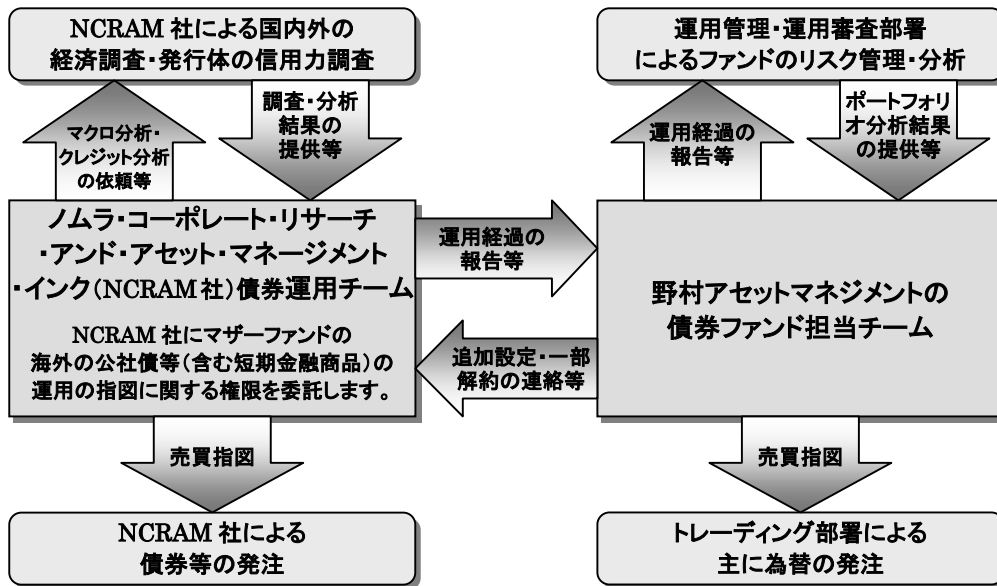 NCRAM 社による国内外の
経済調査・発行体の信用力調査
運用管理・運用審査部署
によるファンドのリスク管理・分析
マクロ分析・
クレジット分析
の依頼等
調査・分析
結果の
提供等
運用経過の
報告等
ポートフォリ
オ分析結果
の提供等
ノムラ・コーポレート・リサーチ
・アンド・アセット・マネージメント
・インク(NCRAM 社)債券運用チーム
NCRAM 社にマザーファンドの
海外の公社債等(含む短期金融商品)の
運用の指図に関する権限を委託します。
運用経過の
報告等
追加設定・一部
解約の連絡等
野村アセットマネジメントの
債券ファンド担当チーム
売買指図
売買指図
NCRAM 社による
債券等の発注
トレーディング部署による
主に為替の発注